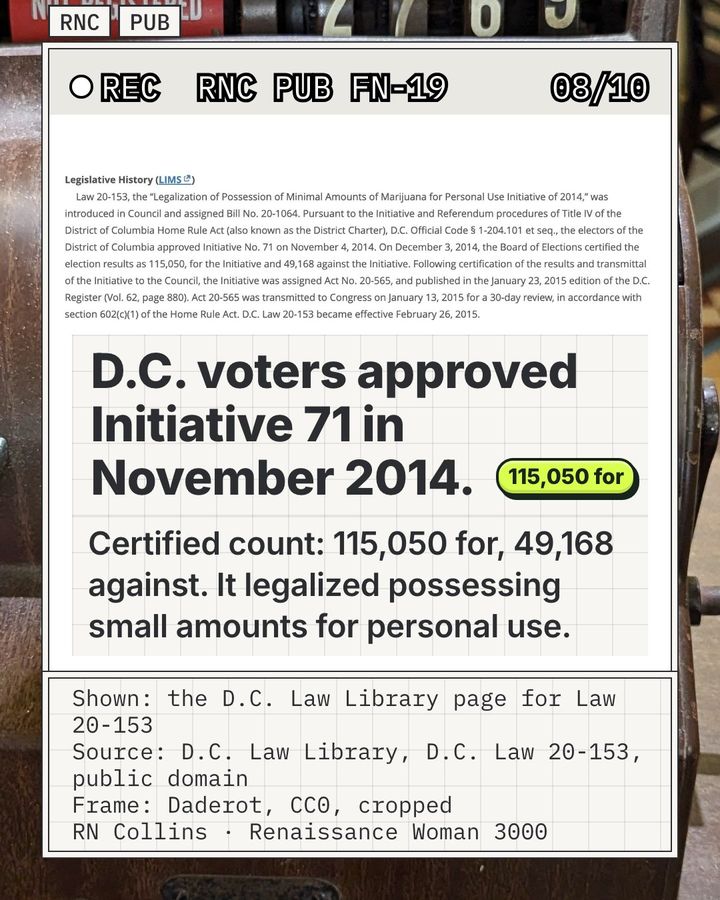 NOT REGISTERED
2 7 6 9
RNC PUB
REC RNC PUB FN-19 08/10
Legislative History (LIMS)
Law 20-153, the “Legalization of Possession of Minimal Amounts of Marijuana for Personal Use Initiative of 2014,” was
introduced in Council and assigned Bill No. 20-1064. Pursuant to the Initiative and Referendum procedures of Title IV of the
District of Columbia Home Rule Act (also known as the District Charter), D.C. Official Code § 1-204.101 et seq., the electors of the
District of Columbia approved Initiative No. 71 on November 4, 2014. On December 3, 2014, the Board of Elections certified the
election results as 115,050, for the Initiative and 49,168 against the Initiative. Following certification of the results and transmittal
of the Initiative to the Council, the Initiative was assigned Act No. 20-565, and published in the January 23, 2015 edition of the D.C.
Register (Vol. 62, page 880). Act 20-565 was transmitted to Congress on January 13, 2015 for a 30-day review, in accordance with
section 602(c)(1) of the Home Rule Act. D.C. Law 20-153 became effective February 26, 2015.
D.C. voters approved
Initiative 71 in
November 2014. 115,050 for
Certified count: 115,050 for, 49,168
against. It legalized possessing
small amounts for personal use.
Shown: the D.C. Law Library page for Law
20-153
Source: D.C. Law Library, D.C. Law 20-153,
public domain
Frame: Daderot, CC0, cropped
RN Collins · Renaissance Woman 3000